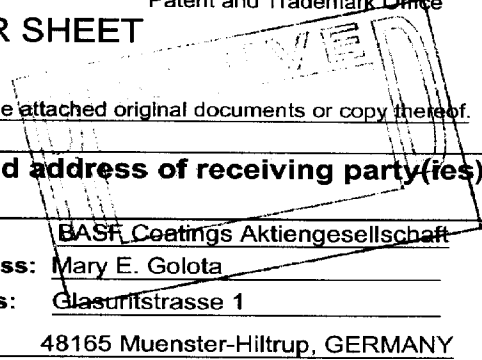 Patent and Trademark Office
R SHEET
e attached original documents or copy thereof.
d address of receiving party(ies)
BASF Coatings Aktiengesellschaft
ss: Mary E. Golota
s: Glasuritstrasse 1
48165 Muenster-Hiltrup, GERMANY